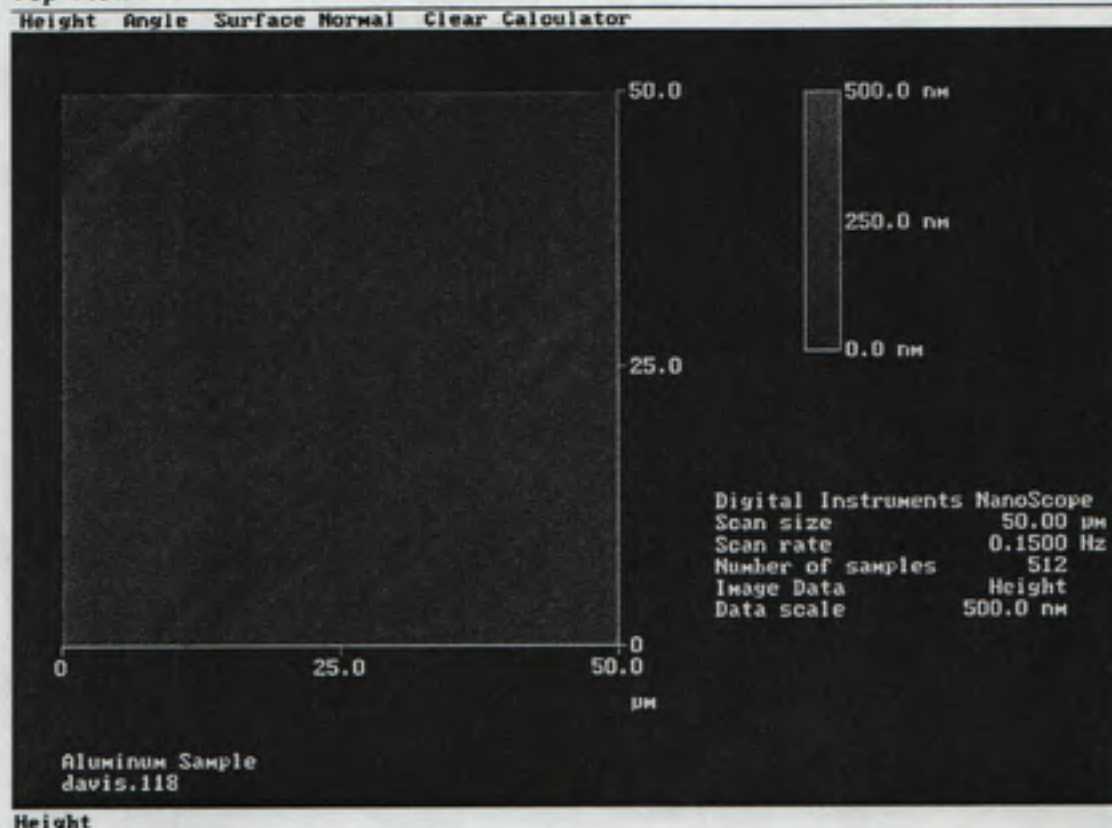 Height Angle Surface Normal Clear Calculator
50.0
25.0
0
0 25.0 50.0
µM
500.0 nM
250.0 nM
0.0 nM
Digital Instruments NanoScope
Scan size 50.00 µM
Scan rate 0.1500 Hz
Number of samples 512
Image Data Height
Data scale 500.0 nM
Aluminum Sample
davis.118
Height